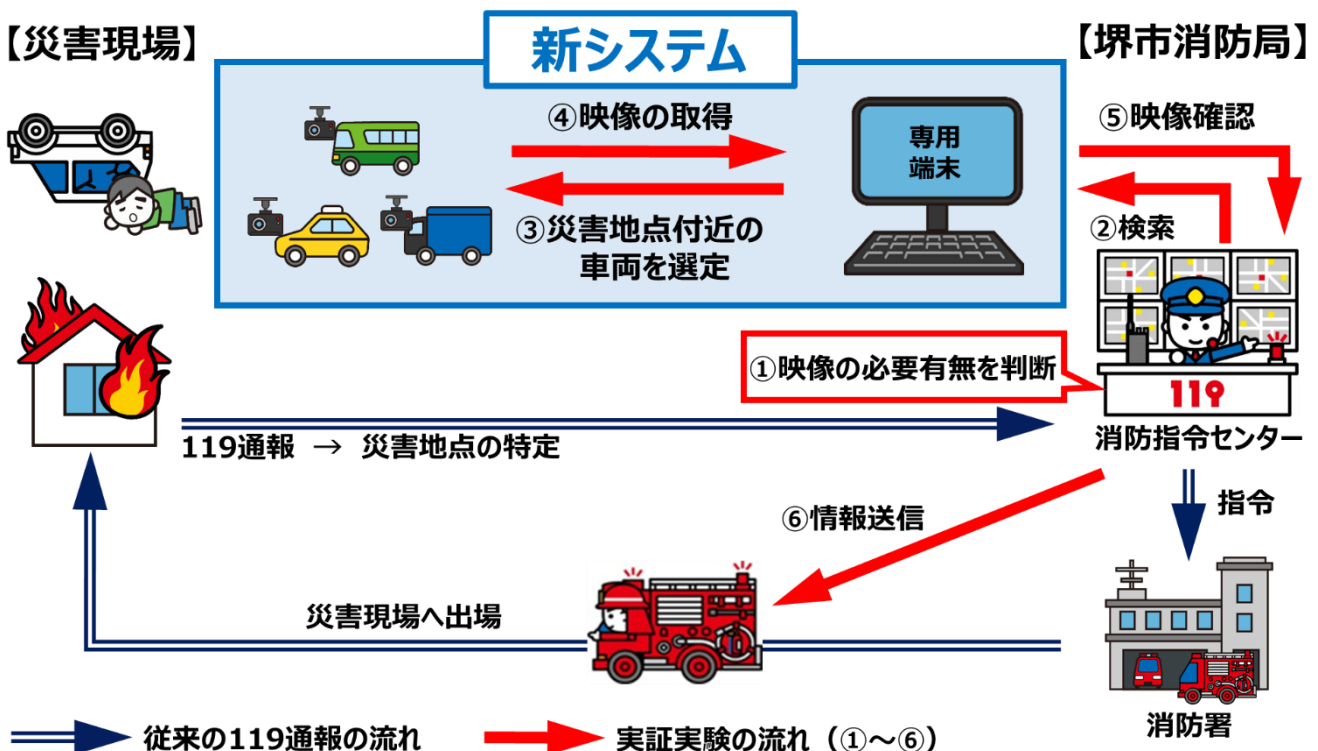 【災害現場】
新システム
【堺市消防局】
④映像の取得
専用
端末
③災害地点付近の
車両を選定
⑤映像確認
②検索
①映像の必要有無を判断
119
消防指令センター
119通報 → 災害地点の特定
指令
⑥情報送信
災害現場へ出場
消防署
従来の119通報の流れ
実証実験の流れ（①～⑥）